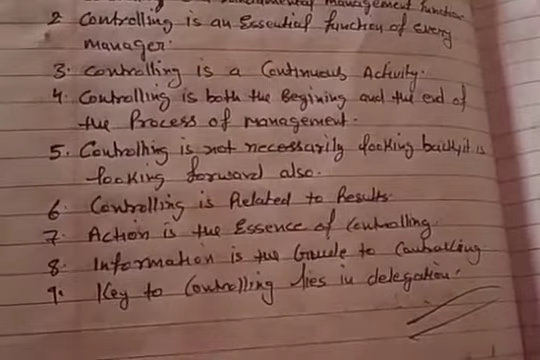 fundamental management function
2. Controlling is an Essential function of every
manager.
3. Controlling is a Continuous Activity.
4. Controlling is both the Begining and the end of
the Process of management.
5. Controlling is not necessarily looking back, it is
looking forward also.
6. Controlling is Related to Results
7. Action is the Essence of Controlling
8. Information is the Guide to Controlling
9. Key to Controlling lies in delegation.